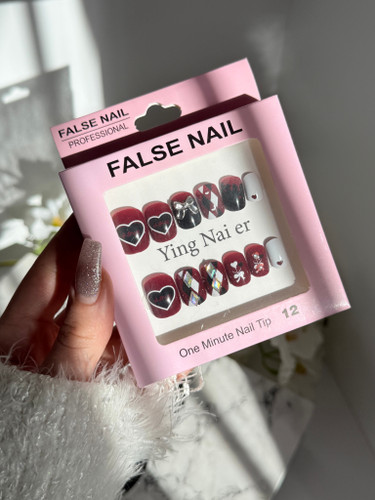 FALSE NAIL
PROFESSIONAL
FALSE NAIL
Ying Nai er
One Minute Nail Tip
12